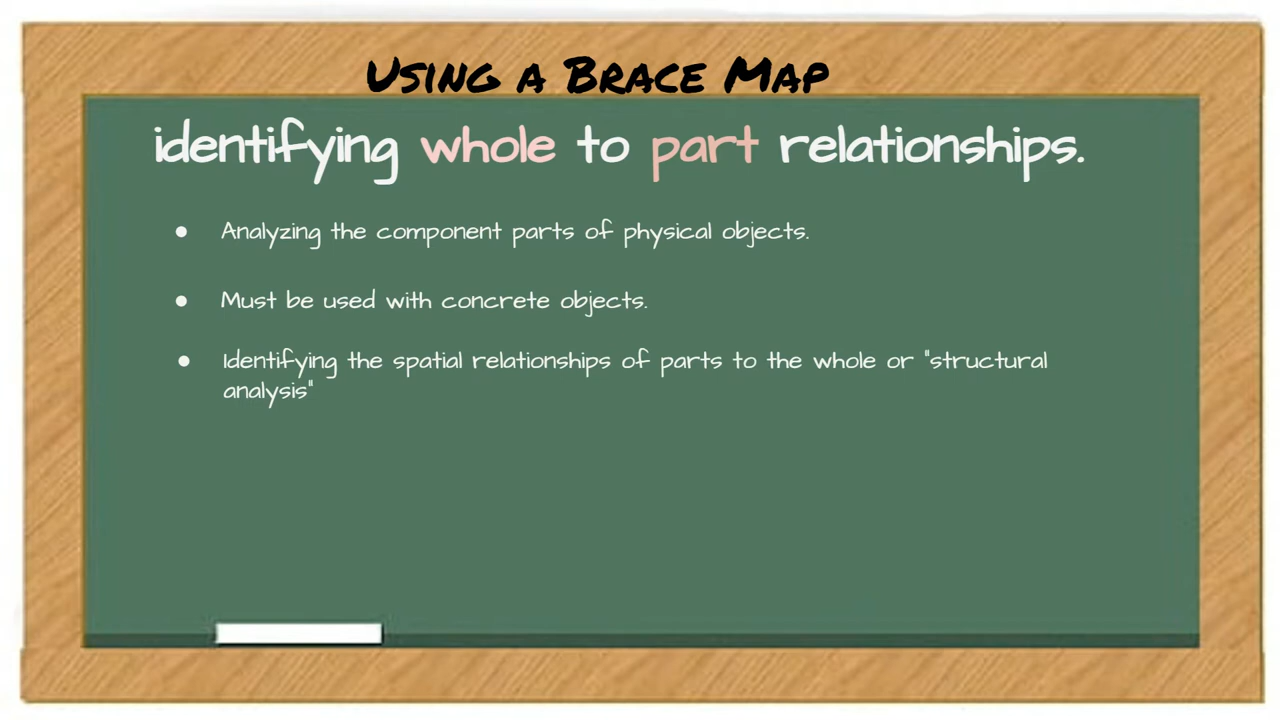 Using a Brace Map
identifying whole to part relationships.
● Analyzing the component parts of physical objects.
● Must be used with concrete objects.
● Identifying the spatial relationships of parts to the whole or "structural
analysis"